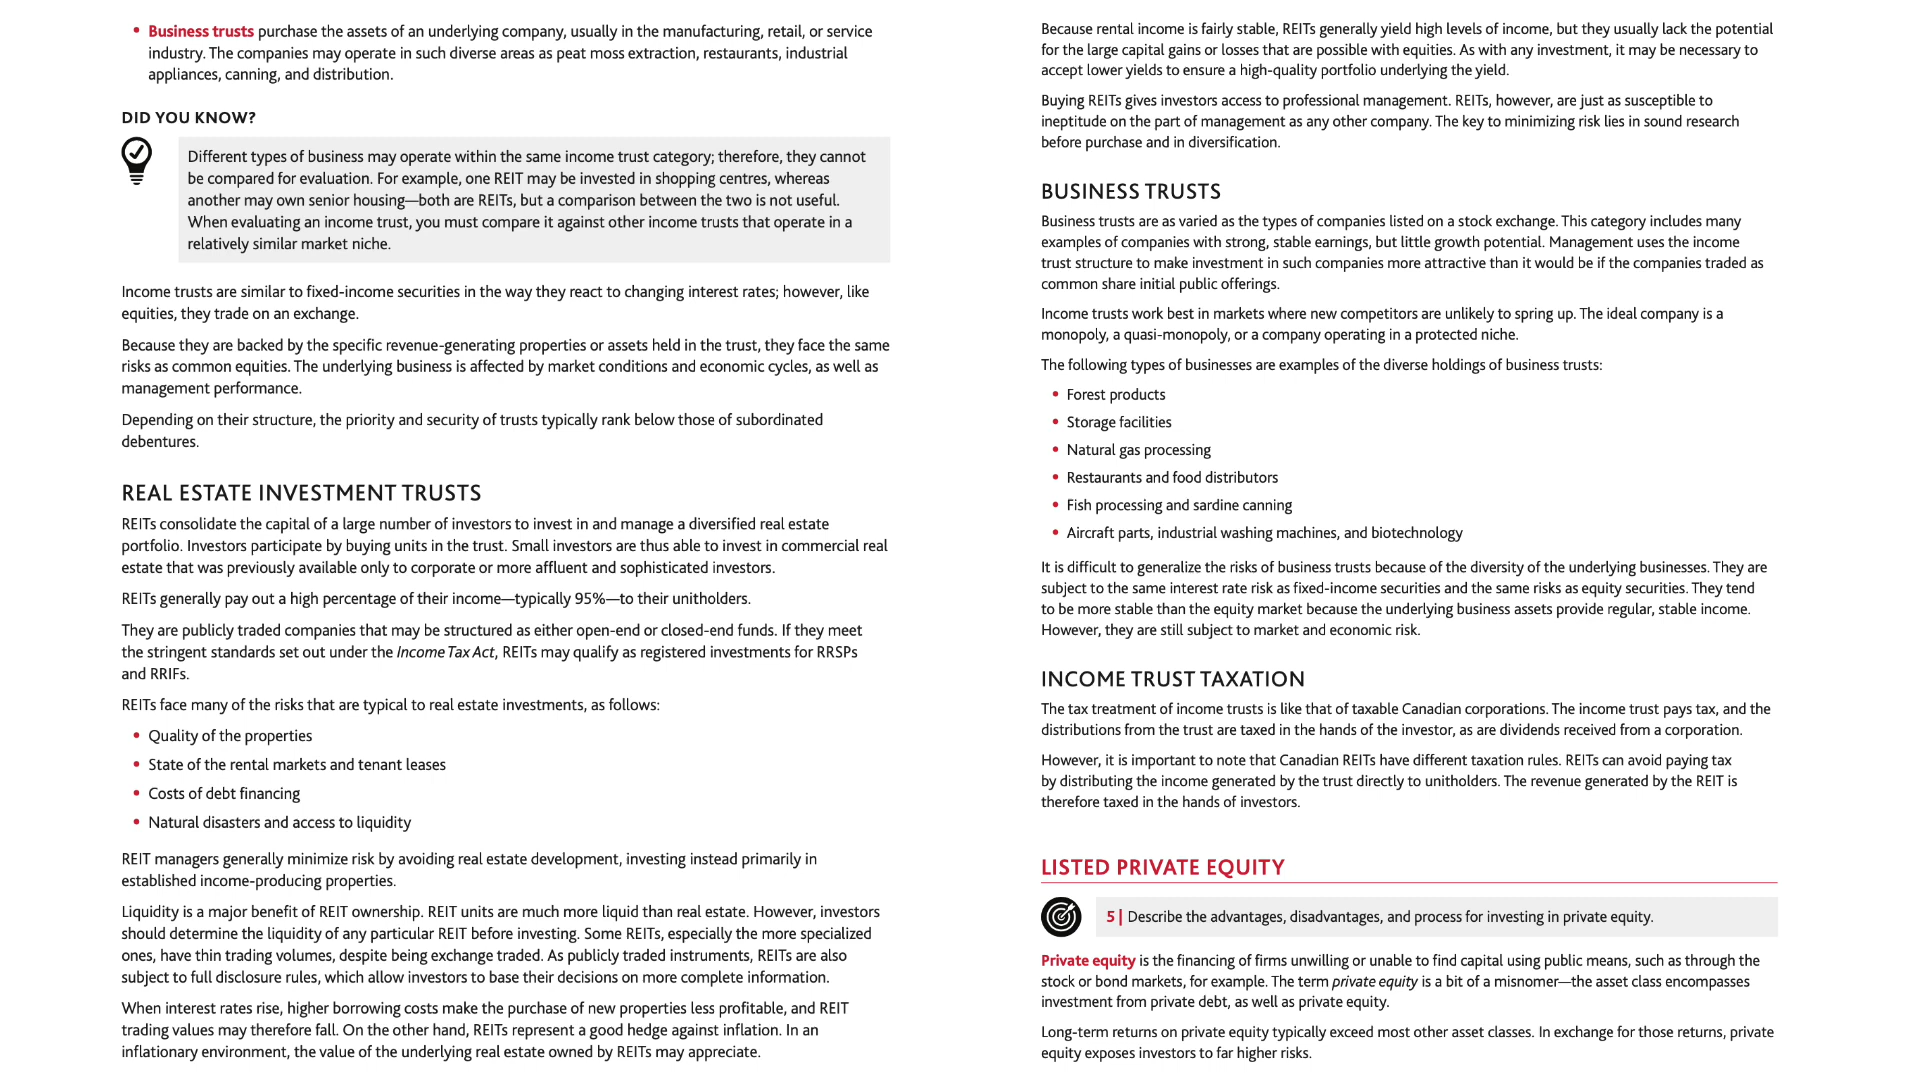 • Business trusts purchase the assets of an underlying company, usually in the manufacturing, retail, or service
industry. The companies may operate in such diverse areas as peat moss extraction, restaurants, industrial
appliances, canning, and distribution.
DID YOU KNOW?
Different types of business may operate within the same income trust category; therefore, they cannot
be compared for evaluation. For example, one REIT may be invested in shopping centres, whereas
another may own senior housing—both are REITs, but a comparison between the two is not useful.
When evaluating an income trust, you must compare it against other income trusts that operate in a
relatively similar market niche.
Income trusts are similar to fixed-income securities in the way they react to changing interest rates; however, like
equities, they trade on an exchange.
Because they are backed by the specific revenue-generating properties or assets held in the trust, they face the same
risks as common equities. The underlying business is affected by market conditions and economic cycles, as well as
management performance.
Depending on their structure, the priority and security of trusts typically rank below those of subordinated
debentures.
REAL ESTATE INVESTMENT TRUSTS
REITs consolidate the capital of a large number of investors to invest in and manage a diversified real estate
portfolio. Investors participate by buying units in the trust. Small investors are thus able to invest in commercial real
estate that was previously available only to corporate or more affluent and sophisticated investors.
REITs generally pay out a high percentage of their income—typically 95%—to their unitholders.
They are publicly traded companies that may be structured as either open-end or closed-end funds. If they meet
the stringent standards set out under the Income Tax Act, REITs may qualify as registered investments for RRSPs
and RRIFs.
REITs face many of the risks that are typical to real estate investments, as follows:
• Quality of the properties
• State of the rental markets and tenant leases
• Costs of debt financing
• Natural disasters and access to liquidity
REIT managers generally minimize risk by avoiding real estate development, investing instead primarily in
established income-producing properties.
Liquidity is a major benefit of REIT ownership. REIT units are much more liquid than real estate. However, investors
should determine the liquidity of any particular REIT before investing. Some REITs, especially the more specialized
ones, have thin trading volumes, despite being exchange traded. As publicly traded instruments, REITs are also
subject to full disclosure rules, which allow investors to base their decisions on more complete information.
When interest rates rise, higher borrowing costs make the purchase of new properties less profitable, and REIT
trading values may therefore fall. On the other hand, REITs represent a good hedge against inflation. In an
inflationary environment, the value of the underlying real estate owned by REITs may appreciate.
Because rental income is fairly stable, REITs generally yield high levels of income, but they usually lack the potential
for the large capital gains or losses that are possible with equities. As with any investment, it may be necessary to
accept lower yields to ensure a high-quality portfolio underlying the yield.
Buying REITs gives investors access to professional management. REITs, however, are just as susceptible to
ineptitude on the part of management as any other company. The key to minimizing risk lies in sound research
before purchase and in diversification.
BUSINESS TRUSTS
Business trusts are as varied as the types of companies listed on a stock exchange. This category includes many
examples of companies with strong, stable earnings, but little growth potential. Management uses the income
trust structure to make investment in such companies more attractive than it would be if the companies traded as
common share initial public offerings.
Income trusts work best in markets where new competitors are unlikely to spring up. The ideal company is a
monopoly, a quasi-monopoly, or a company operating in a protected niche.
The following types of businesses are examples of the diverse holdings of business trusts:
• Forest products
• Storage facilities
• Natural gas processing
• Restaurants and food distributors
• Fish processing and sardine canning
• Aircraft parts, industrial washing machines, and biotechnology
It is difficult to generalize the risks of business trusts because of the diversity of the underlying businesses. They are
subject to the same interest rate risk as fixed-income securities and the same risks as equity securities. They tend
to be more stable than the equity market because the underlying business assets provide regular, stable income.
However, they are still subject to market and economic risk.
INCOME TRUST TAXATION
The tax treatment of income trusts is like that of taxable Canadian corporations. The income trust pays tax, and the
distributions from the trust are taxed in the hands of the investor, as are dividends received from a corporation.
However, it is important to note that Canadian REITs have different taxation rules. REITs can avoid paying tax
by distributing the income generated by the trust directly to unitholders. The revenue generated by the REIT is
therefore taxed in the hands of investors.
LISTED PRIVATE EQUITY
5 | Describe the advantages, disadvantages, and process for investing in private equity.
Private equity is the financing of firms unwilling or unable to find capital using public means, such as through the
stock or bond markets, for example. The term private equity is a bit of a misnomer—the asset class encompasses
investment from private debt, as well as private equity.
Long-term returns on private equity typically exceed most other asset classes. In exchange for those returns, private
equity exposes investors to far higher risks.